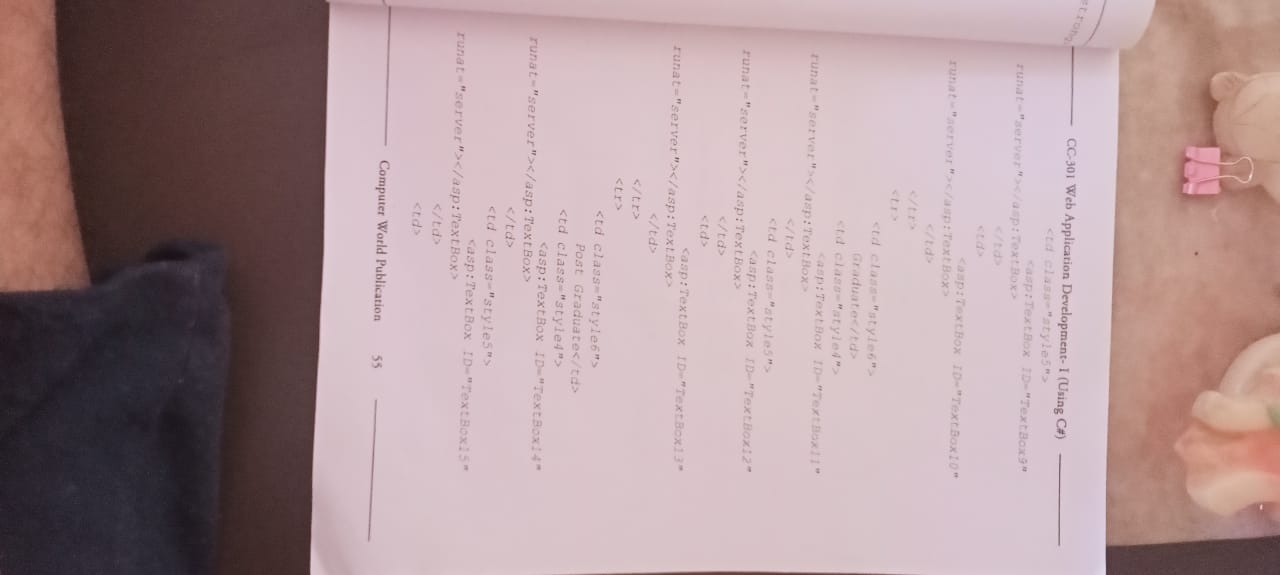 strong
CC-301 Web Application Development- I (Using C#)
<td class="style5">
<asp:TextBox ID="TextBox9"
runat="server"></asp:TextBox>
</td>
<td>
<asp:TextBox ID="TextBox10"
runat="server"></asp:TextBox>
</td>
</tr>
<tr>
<td class="style6">
Graduate</td>
<td class="style4">
<asp:TextBox ID="TextBox11"
runat="server"></asp:TextBox>
</td>
<td class="style5">
<asp:TextBox ID="TextBox12"
runat="server"></asp:TextBox>
</td>
<td>
<asp:TextBox ID="TextBox13"
runat="server"></asp:TextBox>
</td>
</tr>
<tr>
<td class="style6">
Post Graduate</td>
<td class="style4">
<asp:TextBox ID="TextBox14"
runat="server"></asp:TextBox>
</td>
<td class="style5">
<asp:TextBox ID="TextBox15"
runat="server"></asp:TextBox>
</td>
<td>
Computer World Publication 55